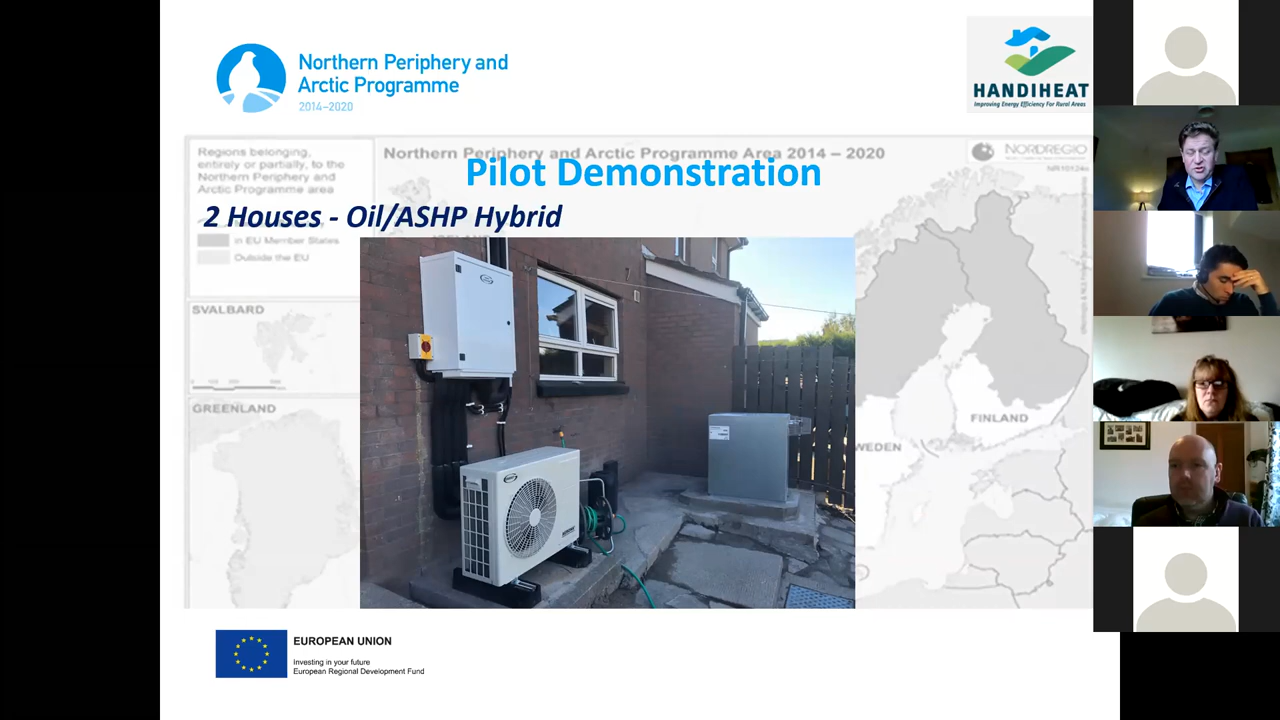 Northern Periphery and
Arctic Programme
2014–2020
HANDIHEAT
Improving Energy Efficiency For Rural Areas
Regions belonging,
entirely or partially, to the
Northern Periphery and
Arctic Programme area
in EU Member States
Outside the EU
Northern Periphery and Arctic Programme Area 2014 – 2020
NORDREGIO
Pilot Demonstration
2 Houses - Oil/ASHP Hybrid
SVALBARD
GREENLAND
FINLAND
WEDEN
EUROPEAN UNION
Investing in your future
European Regional Development Fund